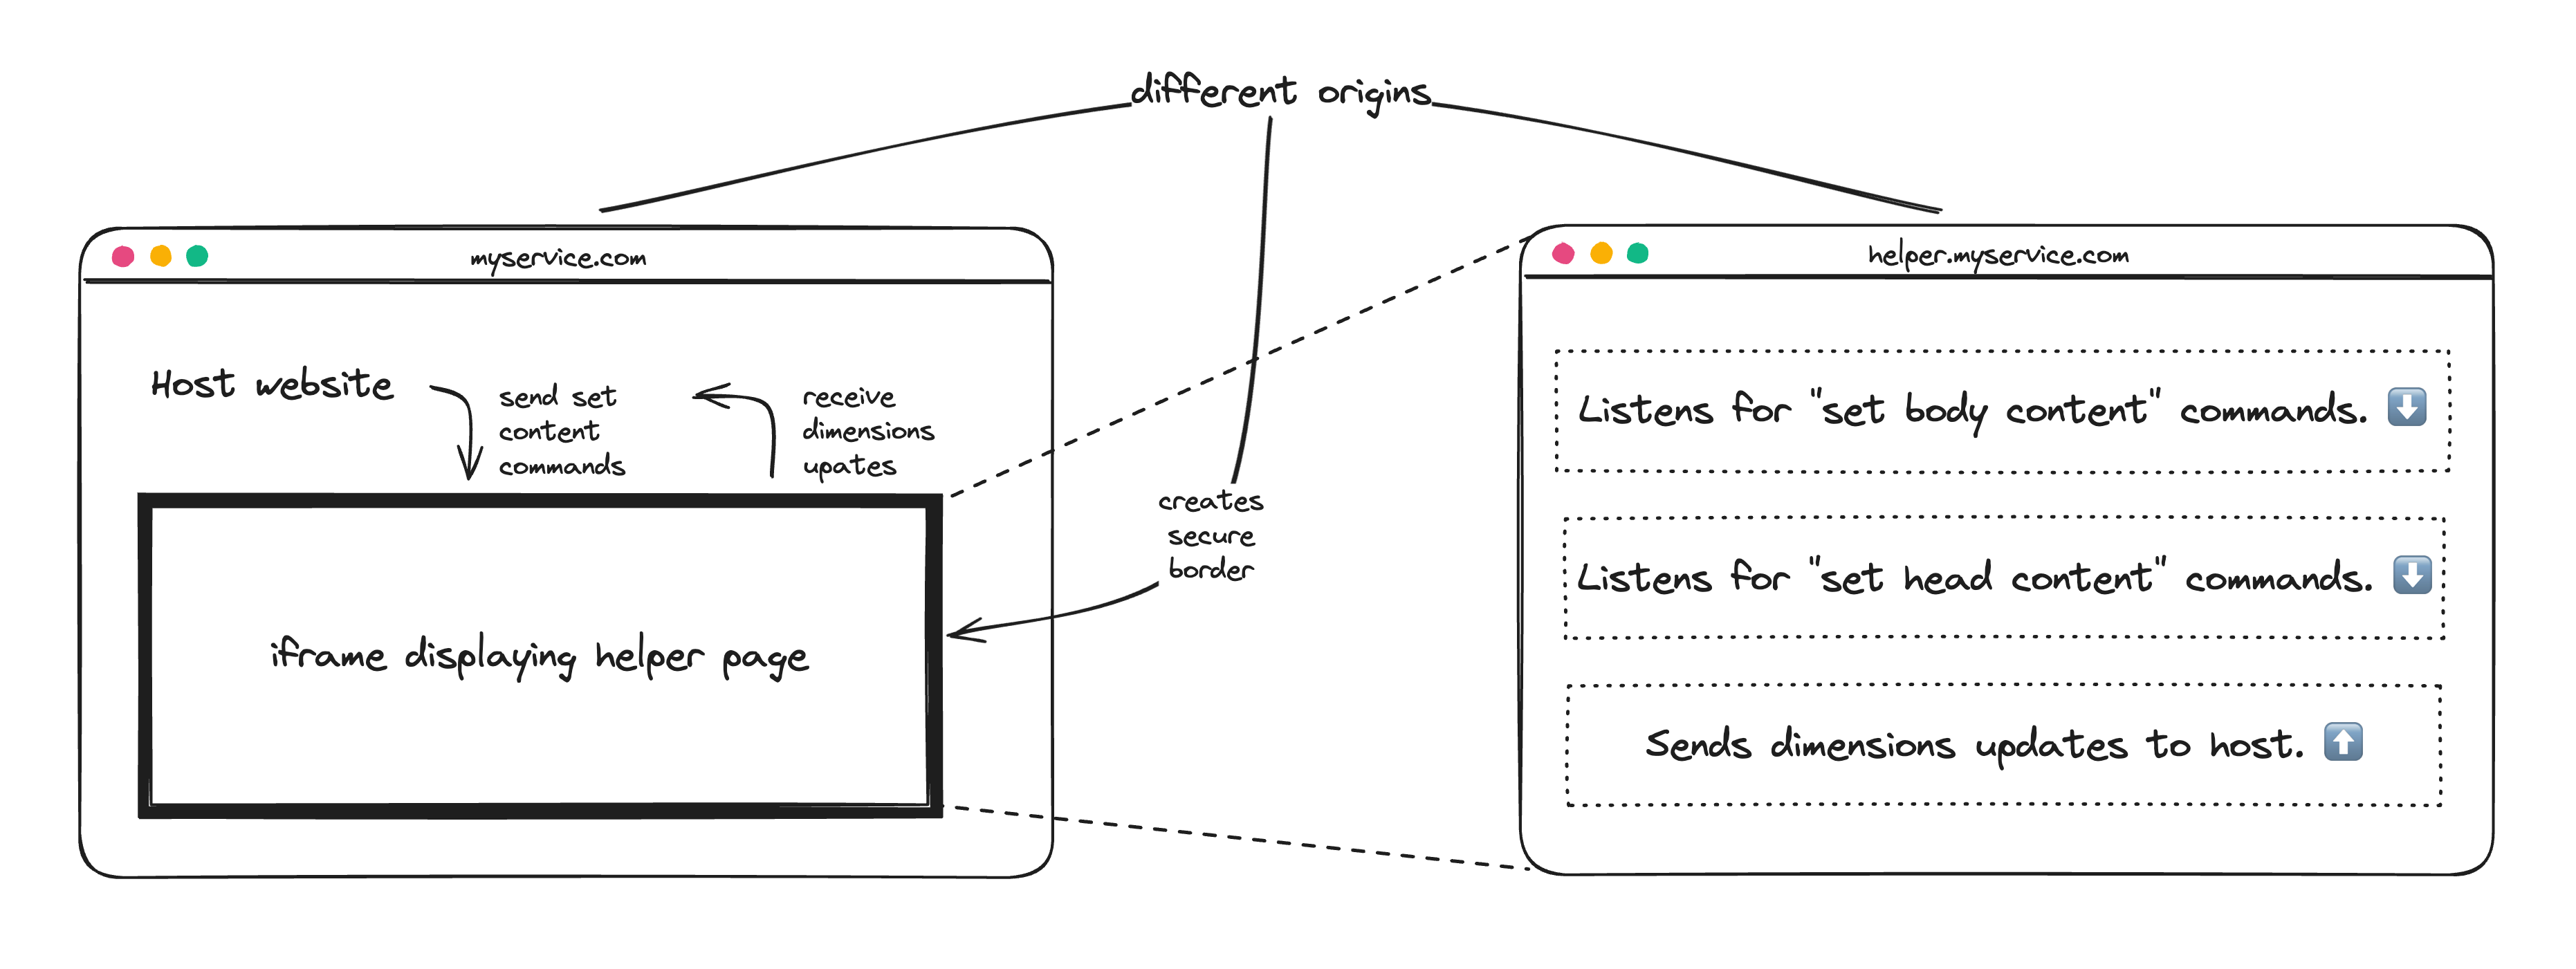 different origins
myservice.com
Host website
send set
content
commands
receive
dimensions
upates
iframe displaying helper page
creates
secure
border
helper.myservice.com
Listens for "set body content" commands. ⬇️
Listens for "set head content" commands. ⬇️
Sends dimensions updates to host. ⬆️